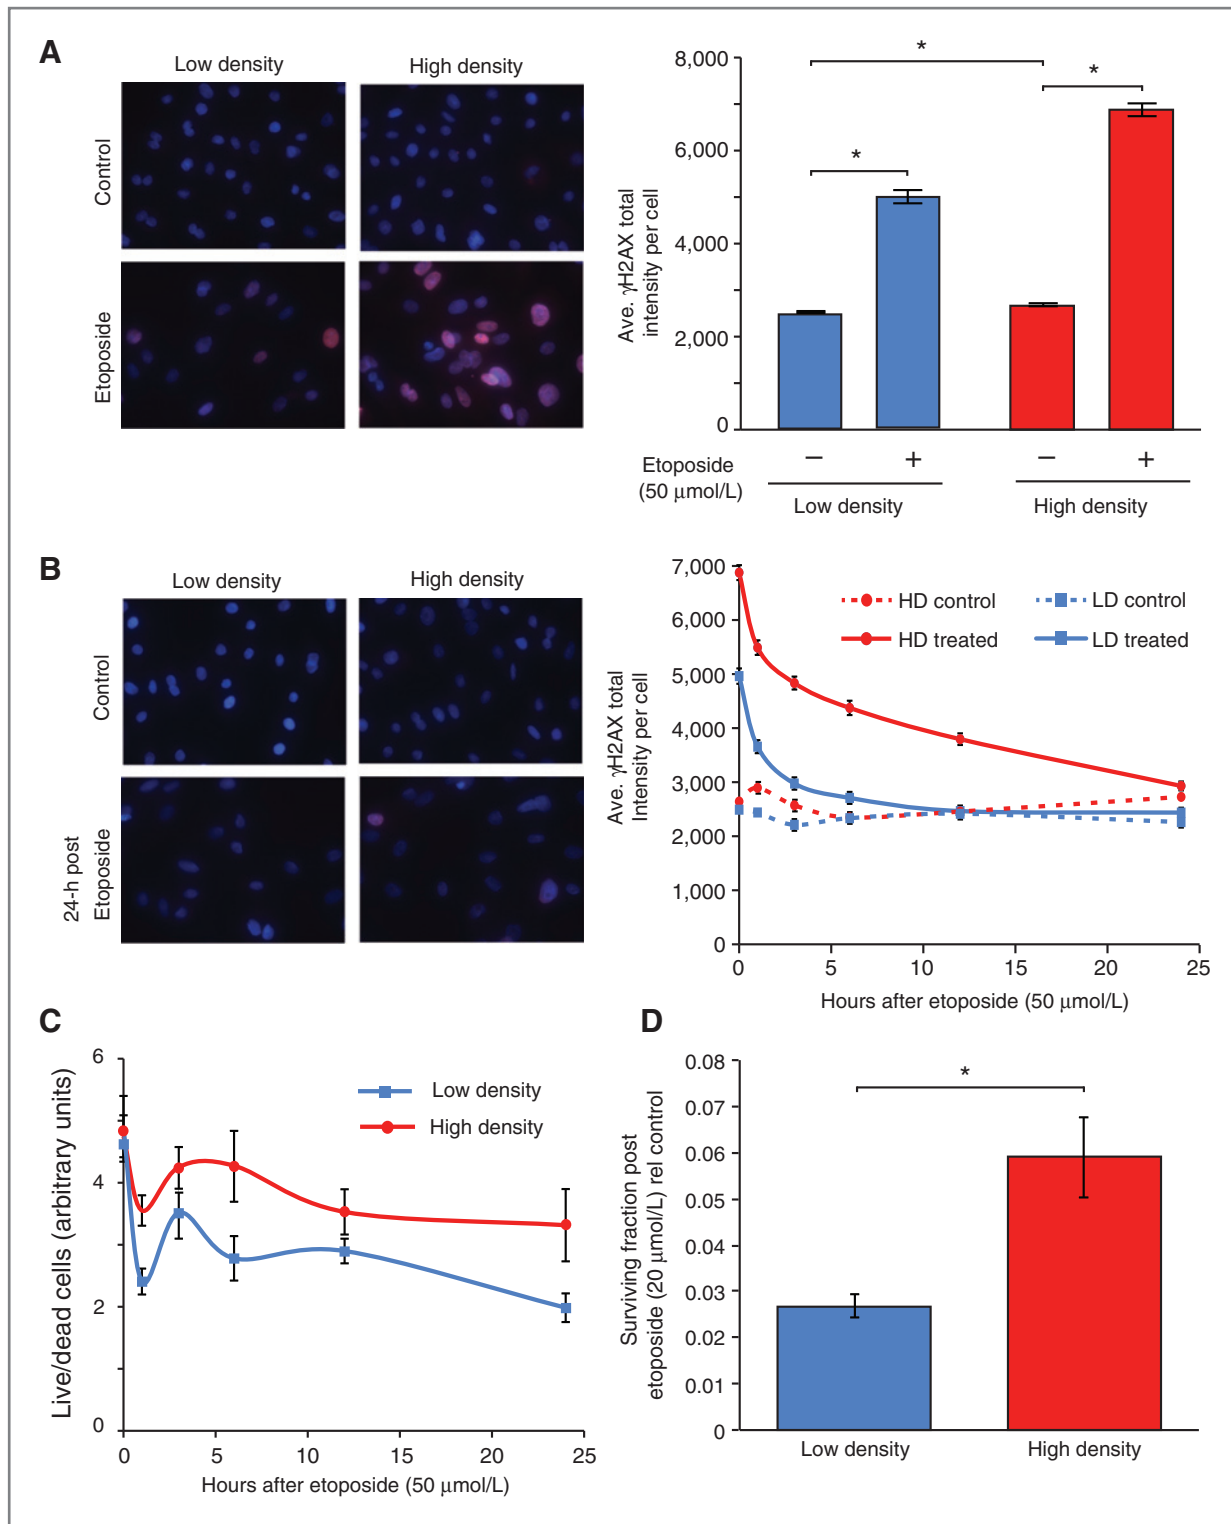 A
Low density
High density
Control
Etoposide
8,000
6,000
4,000
2,000
0
Ave. γH2AX total
intensity per cell
*
*
*
Etoposide
(50 μmol/L)
− + − +
Low density
High density
B
Low density
High density
Control
24-h post
Etoposide
7,000
6,000
5,000
4,000
3,000
2,000
1,000
0
Ave. γH2AX total
Intensity per cell
HD control
LD control
HD treated
LD treated
0 5 10 15 20 25
Hours after etoposide (50 μmol/L)
C
6
4
2
0
Live/dead cells (arbitrary units)
Low density
High density
0 5 10 15 20 25
Hours after etoposide (50 μmol/L)
D
0.08
0.07
0.06
0.05
0.04
0.03
0.02
0.01
0
Surviving fraction post
etoposide (20 μmol/L) rel control
*
Low density
High density